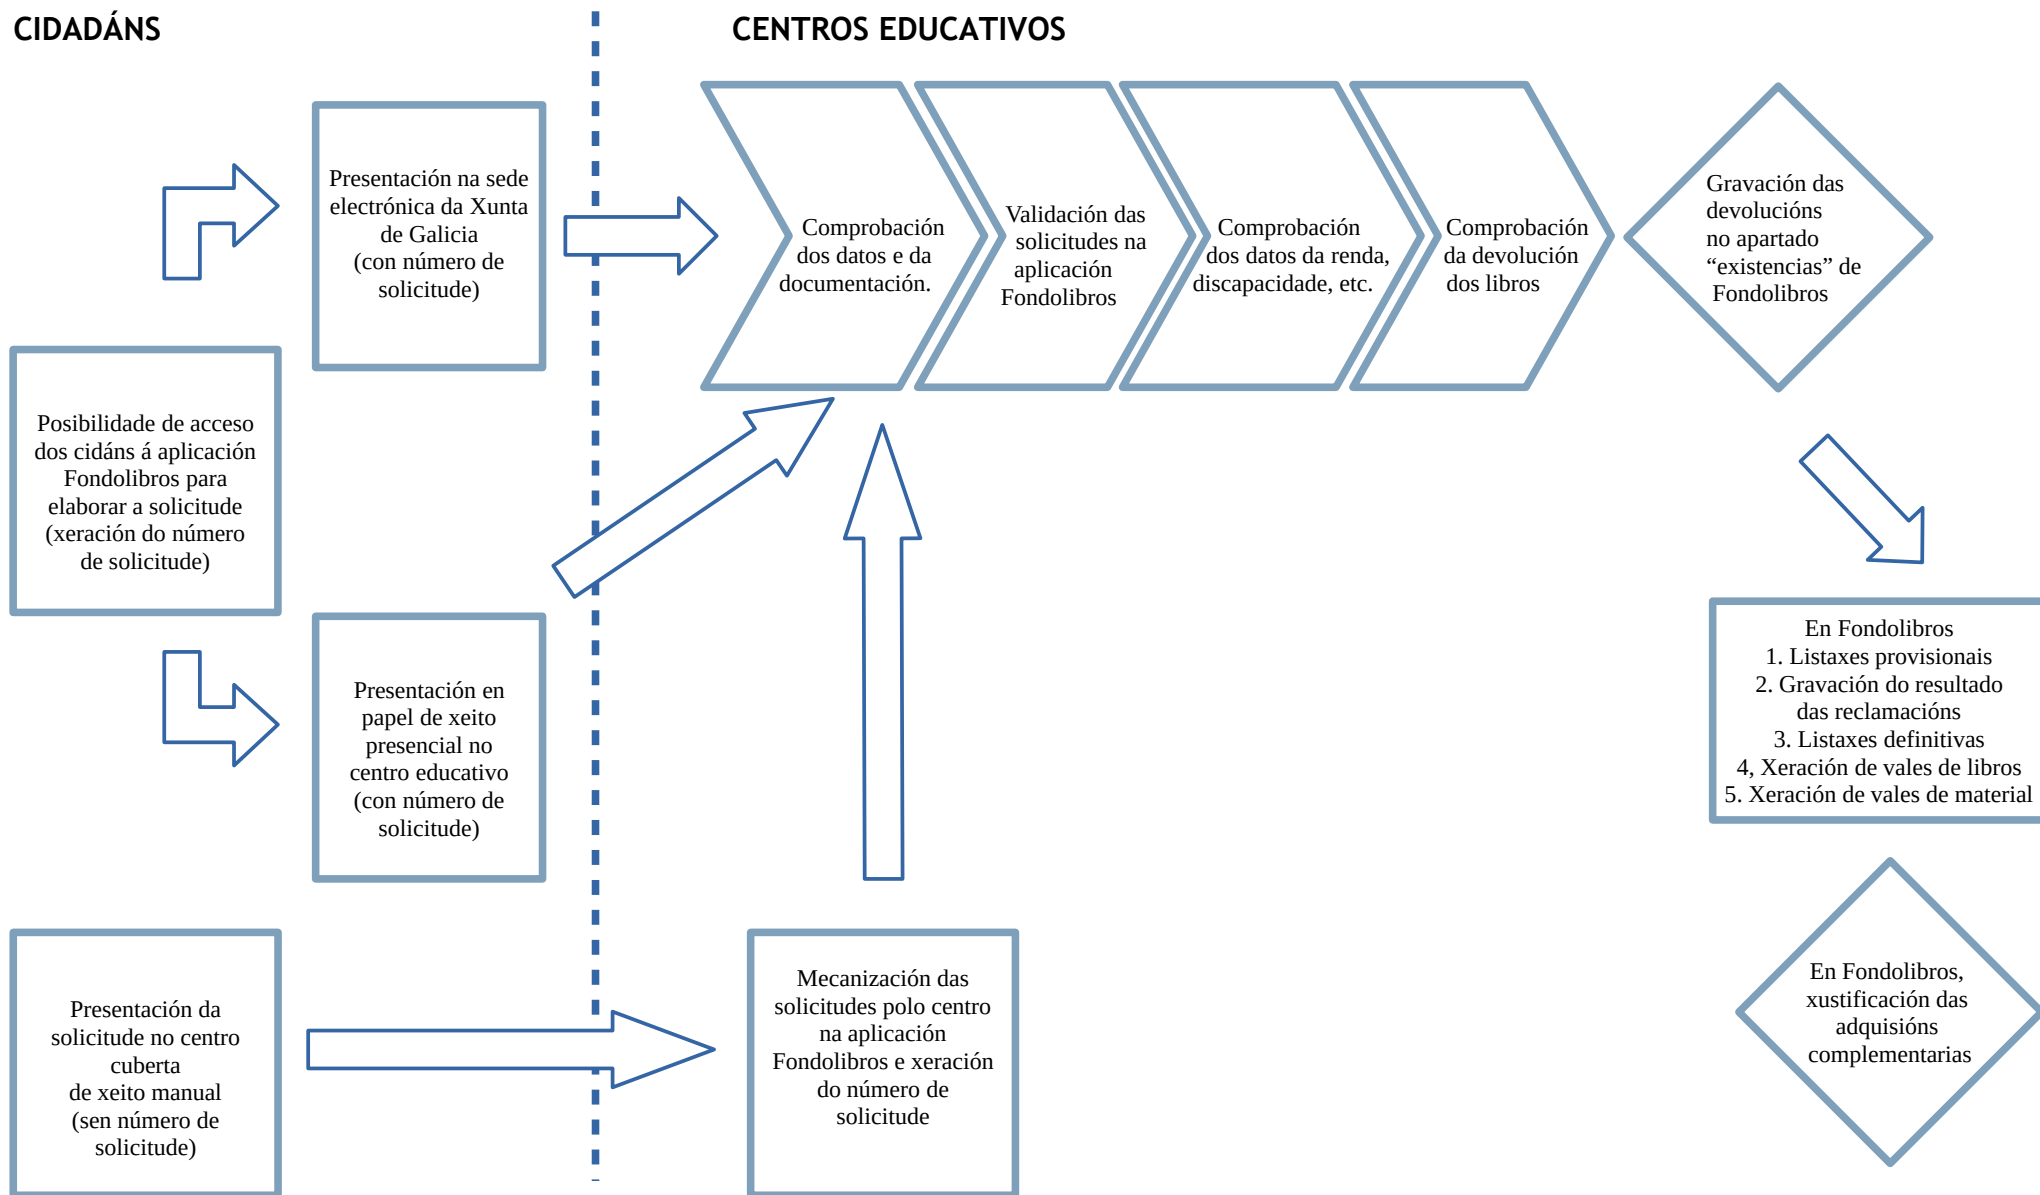 CIDADÁNS
CENTROS EDUCATIVOS
Presentación na sede
electrónica da Xunta
de Galicia
(con número de
solicitude)
Posibilidade de acceso
dos cidáns á aplicación
Fondolibros para
elaborar a solicitude
(xeración do número
de solicitude)
Presentación en
papel de xeito
presencial no
centro educativo
(con número de
solicitude)
Presentación da
solicitude no centro
cuberta
de xeito manual
(sen número de
solicitude)
Comprobación
dos datos e da
documentación.
Validación das
solicitudes na
aplicación
Fondolibros
Comprobación
dos datos da renda,
discapacidade, etc.
Comprobación
da devolución
dos libros
Gravación das
devolucións
no apartado
“existencias” de
Fondolibros
Mecanización das
solicitudes polo centro
na aplicación
Fondolibros e xeración
do número de
solicitude
En Fondolibros
1. Listaxes provisionais
2. Gravación do resultado
das reclamacións
3. Listaxes definitivas
4, Xeración de vales de libros
5. Xeración de vales de material
En Fondolibros,
xustificación das
adquisións
complementarias